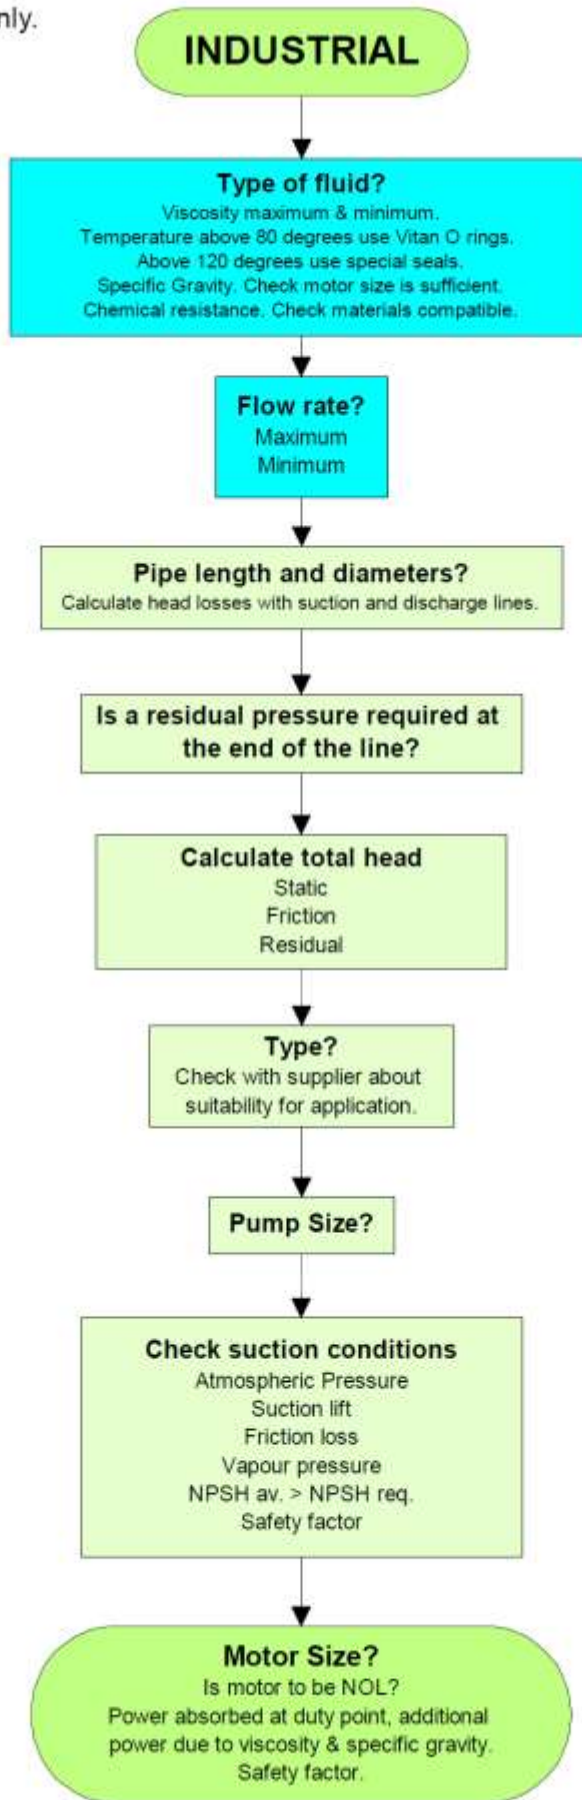 nly.
INDUSTRIAL
Type of fluid?
Viscosity maximum & minimum.
Temperature above 80 degrees use Vitan O rings.
Above 120 degrees use special seals.
Specific Gravity. Check motor size is sufficient.
Chemical resistance. Check materials compatible.
Flow rate?
Maximum
Minimum
Pipe length and diameters?
Calculate head losses with suction and discharge lines.
Is a residual pressure required at
the end of the line?
Calculate total head
Static
Friction
Residual
Type?
Check with supplier about
suitability for application.
Pump Size?
Check suction conditions
Atmospheric Pressure
Suction lift
Friction loss
Vapour pressure
NPSH av. > NPSH req.
Safety factor
Motor Size?
Is motor to be NOL?
Power absorbed at duty point, additional
power due to viscosity & specific gravity.
Safety factor.